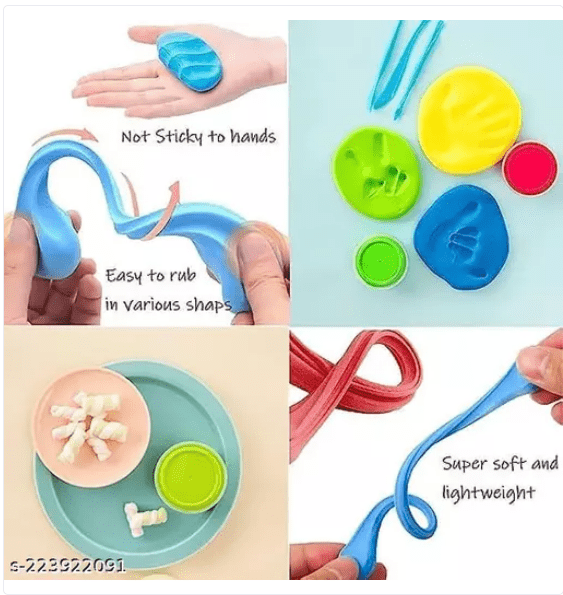 Not Sticky to hands
Easy to rub
in various shaps
Super soft and
lightweight
s-223922091